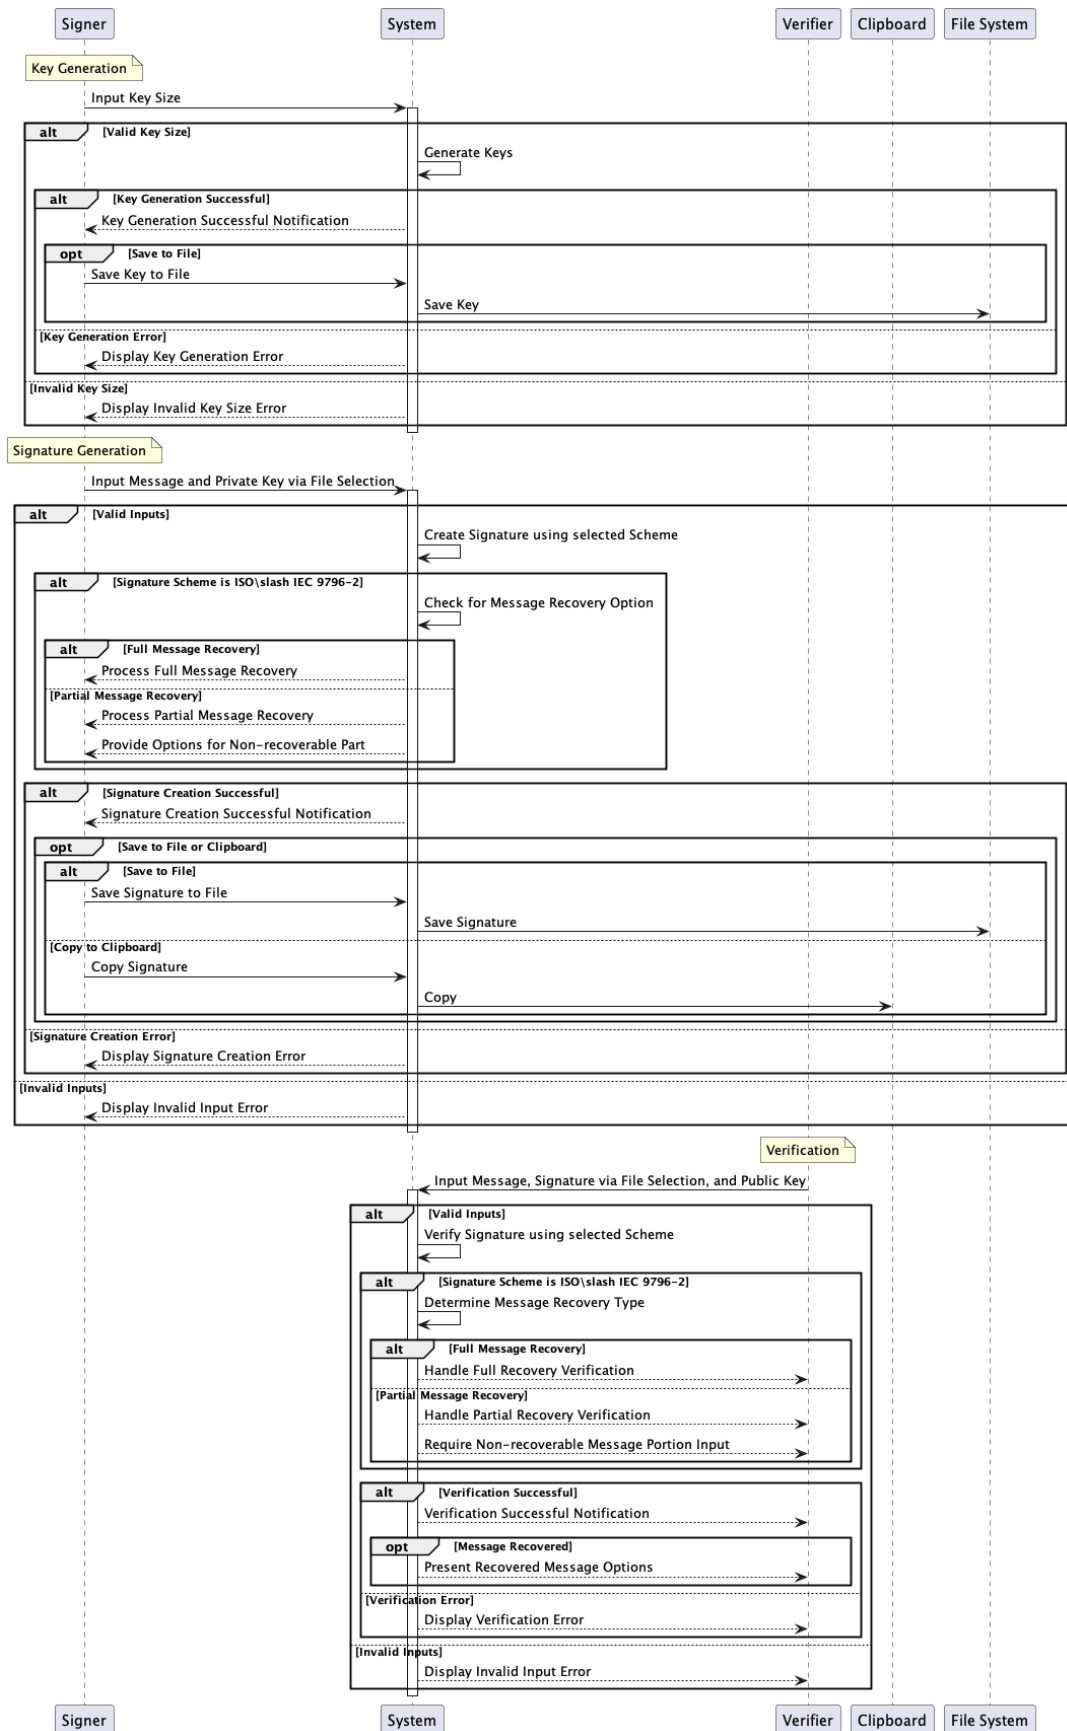 Signer System Verifier Clipboard File System
Key Generation
Input Key Size
alt [Valid Key Size]
Generate Keys
alt [Key Generation Successful]
Key Generation Successful Notification
opt [Save to File]
Save Key to File
Save Key
[Key Generation Error]
Display Key Generation Error
[Invalid Key Size]
Display Invalid Key Size Error
Signature Generation
Input Message and Private Key via File Selection
alt [Valid Inputs]
Create Signature using selected Scheme
alt [Signature Scheme is ISO\slash IEC 9796-2]
Check for Message Recovery Option
alt [Full Message Recovery]
Process Full Message Recovery
[Partial Message Recovery]
Process Partial Message Recovery
Provide Options for Non-recoverable Part
alt [Signature Creation Successful]
Signature Creation Successful Notification
opt [Save to File or Clipboard]
alt [Save to File]
Save Signature to File
Save Signature
[Copy to Clipboard]
Copy Signature
Copy
[Signature Creation Error]
Display Signature Creation Error
[Invalid Inputs]
Display Invalid Input Error
Verification
Input Message, Signature via File Selection, and Public Key
alt [Valid Inputs]
Verify Signature using selected Scheme
alt [Signature Scheme is ISO\slash IEC 9796-2]
Determine Message Recovery Type
alt [Full Message Recovery]
Handle Full Recovery Verification
[Partial Message Recovery]
Handle Partial Recovery Verification
Require Non-recoverable Message Portion Input
alt [Verification Successful]
Verification Successful Notification
opt [Message Recovered]
Present Recovered Message Options
[Verification Error]
Display Verification Error
[Invalid Inputs]
Display Invalid Input Error
Signer System Verifier Clipboard File System